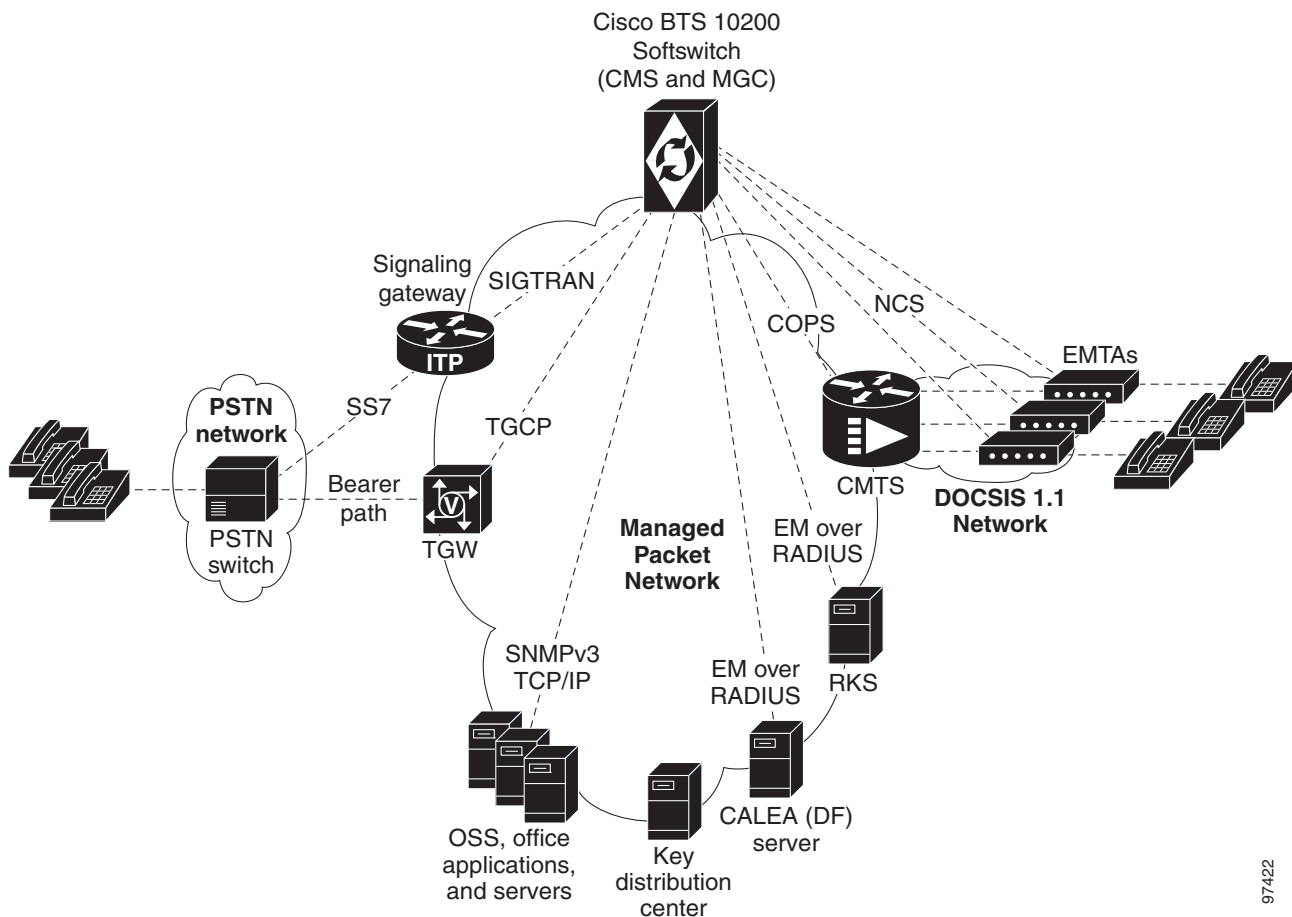 Cisco BTS 10200
Softswitch
(CMS and MGC)
Signaling
gateway
SIGTRAN
ITP
COPS
NCS
EMTAs
PSTN
network
SS7
TGCP
Bearer
path
V
TGW
PSTN
switch
CMTS
DOCSIS 1.1
Network
Managed
Packet
Network
EM over
RADIUS
SNMPv3
TCP/IP
EM over
RADIUS
RKS
OSS, office
applications,
and servers
Key
distribution
center
CALEA (DF)
server
97422